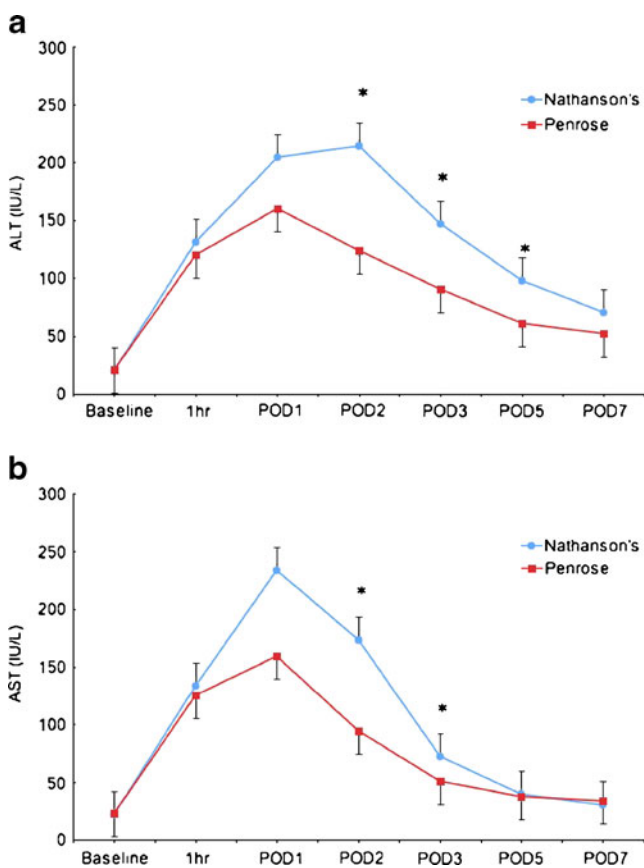 a
300
250
200
150
100
50
0
ALT (IU/L)
*
*
*
Nathanson's
Penrose
Baseline 1hr POD1 POD2 POD3 POD5 POD7
b
300
250
200
150
100
50
0
AST (IU/L)
*
*
Nathanson's
Penrose
Baseline 1hr POD1 POD2 POD3 POD5 POD7